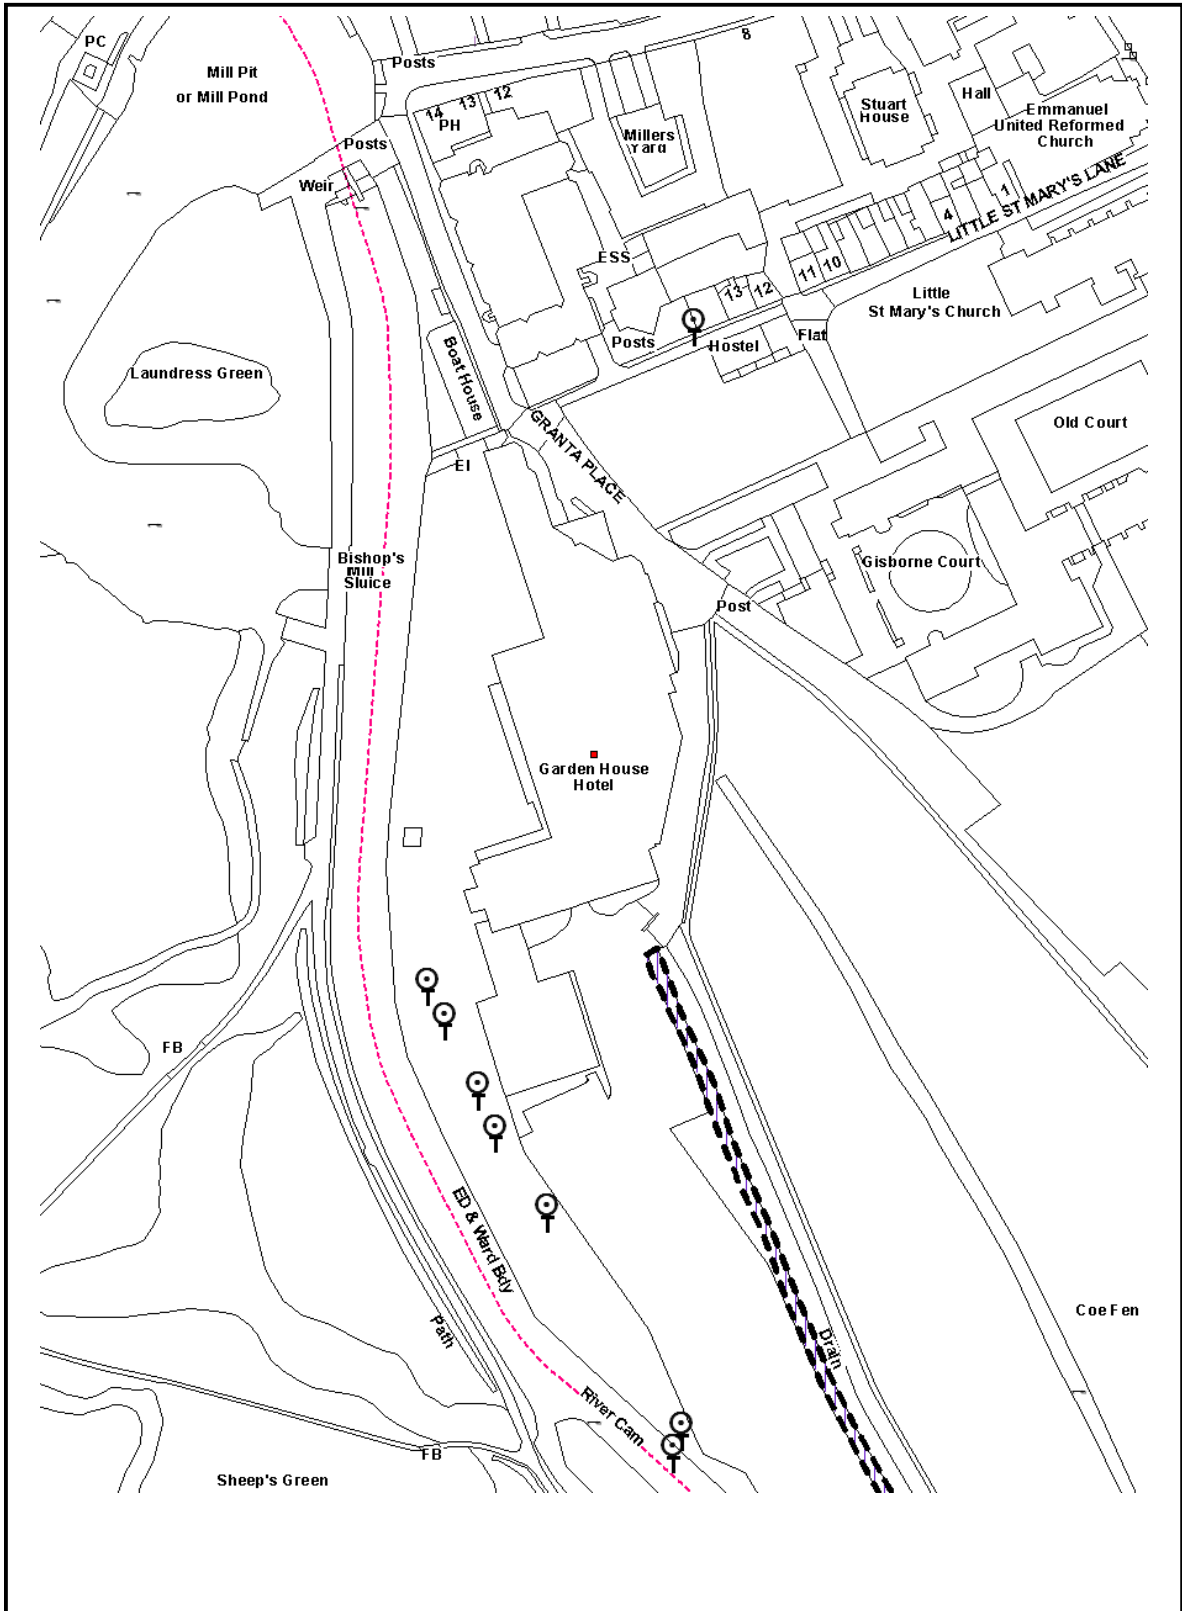 PC
Mill Pit
or Mill Pond
Posts
8
14
13
12
PH
Millers
Yard
Stuart
House
Hall
Emmanuel
United Reformed
Church
Posts
Weir
1
4
LITTLE ST MARY'S LANE
ESS
11
10
13
12
Little
St Mary's Church
Posts
Hostel
Flat
Laundress Green
Boat House
GRANTA PLACE
Old Court
El
Bishop's
Mill
Sluice
Gisborne Court
Post
Garden House
Hotel
FB
ED & Ward Bdy
Path
Drain
Coe Fen
River Cam
FB
Sheep's Green